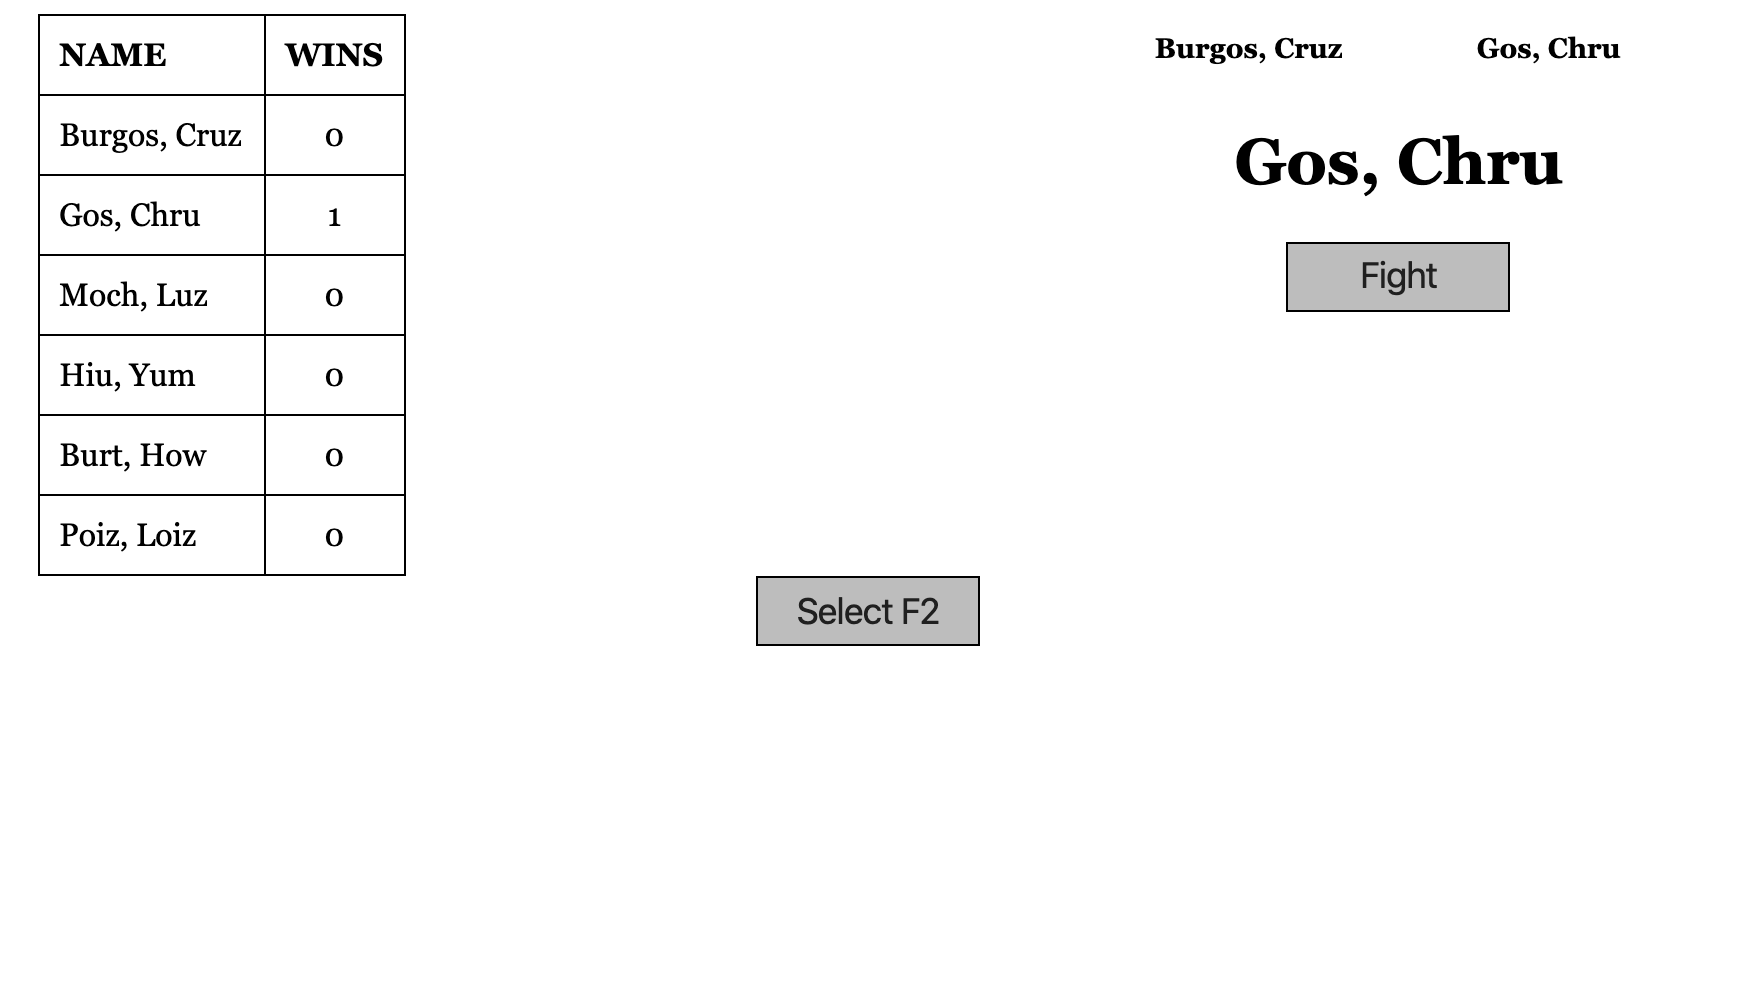 NAME WINS
Burgos, Cruz 0
Gos, Chru 1
Moch, Luz 0
Hiu, Yum 0
Burt, How 0
Poiz, Loiz 0
Select F2
Burgos, Cruz Gos, Chru
Gos, Chru
Fight